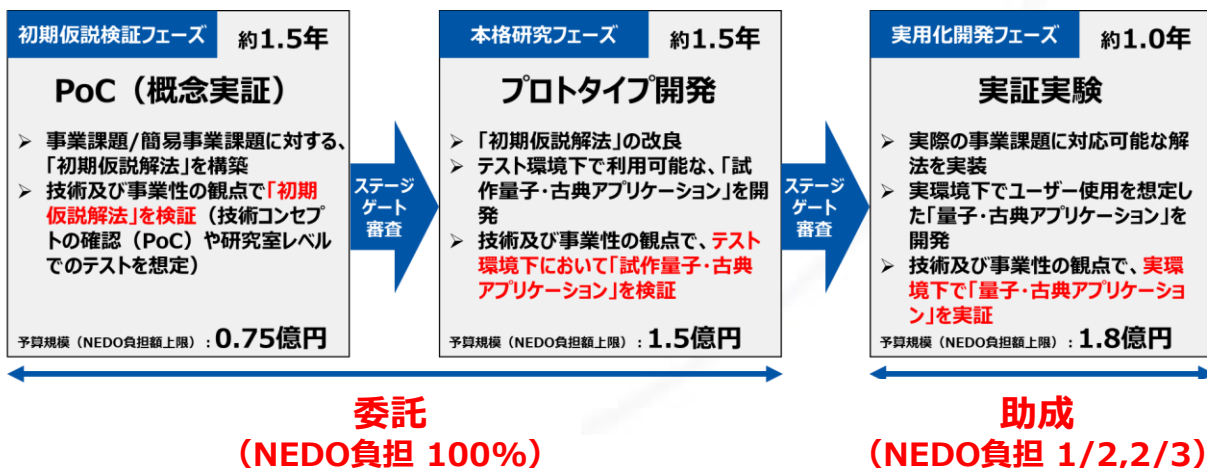 初期仮説検証フェーズ 約1.5年
PoC（概念実証）
➢ 事業課題/簡易事業課題に対する、
「初期仮説解法」を構築
➢ 技術及び事業性の観点で「初期
仮説解法」を検証（技術コンセプ
トの確認（PoC）や研究室レベル
でのテストを想定）
予算規模（NEDO負担額上限）：0.75億円
ステージ
ゲート
審査
本格研究フェーズ 約1.5年
プロトタイプ開発
➢ 「初期仮説解法」の改良
➢ テスト環境下で利用可能な、「試
作量子・古典アプリケーション」を開
発
➢ 技術及び事業性の観点で、テスト
環境下において「試作量子・古典
アプリケーション」を検証
予算規模（NEDO負担額上限）：1.5億円
ステージ
ゲート
審査
実用化開発フェーズ 約1.0年
実証実験
➢ 実際の事業課題に対応可能な解
法を実装
➢ 実環境下でユーザー使用を想定し
た「量子・古典アプリケーション」を
開発
➢ 技術及び事業性の観点で、実環
境下で「量子・古典アプリケーショ
ン」を実証
予算規模（NEDO負担額上限）：1.8億円
委託
（NEDO負担 100%）
助成
（NEDO負担 1/2,2/3）